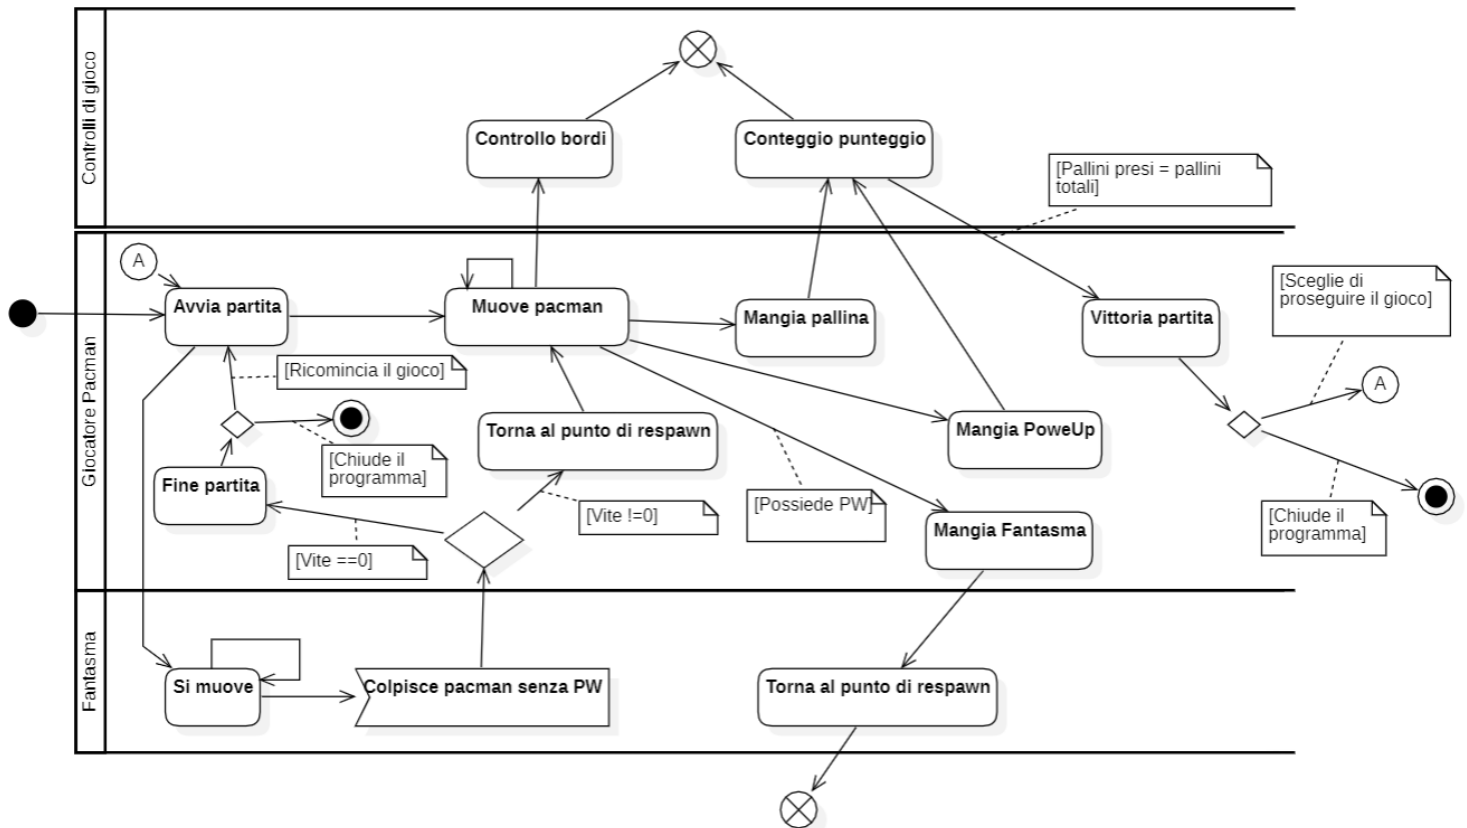 Controlli di gioco
Controllo bordi
Conteggio punteggio
[Pallini presi = pallini
totali]
Giocatore Pacman
A
Avvia partita
Muove pacman
Mangia pallina
Vittoria partita
[Sceglie di
proseguire il gioco]
[Ricomincia il gioco]
A
Torna al punto di respawn
Mangia PoweUp
[Chiude il
programma]
Fine partita
[Vite !=0]
[Possiede PW]
Mangia Fantasma
[Chiude il
programma]
[Vite ==0]
Fantasma
Si muove
Colpisce pacman senza PW
Torna al punto di respawn